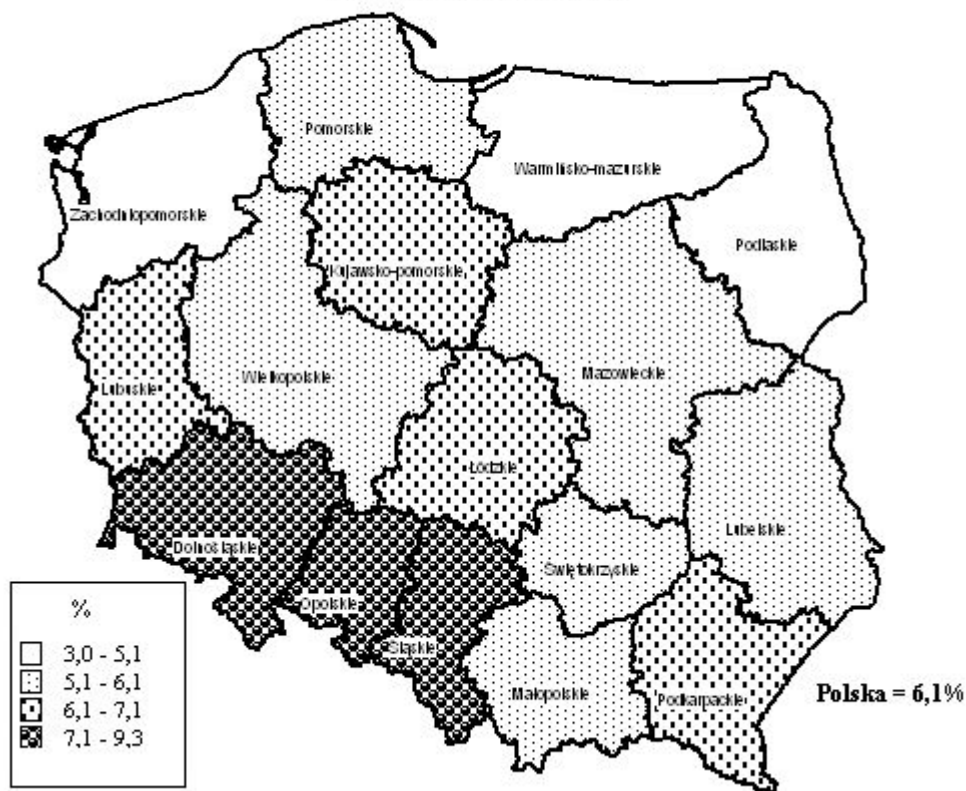 Pomorskie
Warmińsko-mazurskie
Zachodniopomorskie
Podlaskie
Kujawsko-pomorskie
Lubuskie
Wielkopolskie
Mazowieckie
Łódzkie
Lubelskie
Dolnośląskie
Świętokrzyskie
Opolskie
Śląskie
Małopolskie
Podkarpackie
Polska = 6,1%
%
3,0 - 5,1
5,1 - 6,1
6,1 - 7,1
7,1 - 9,3